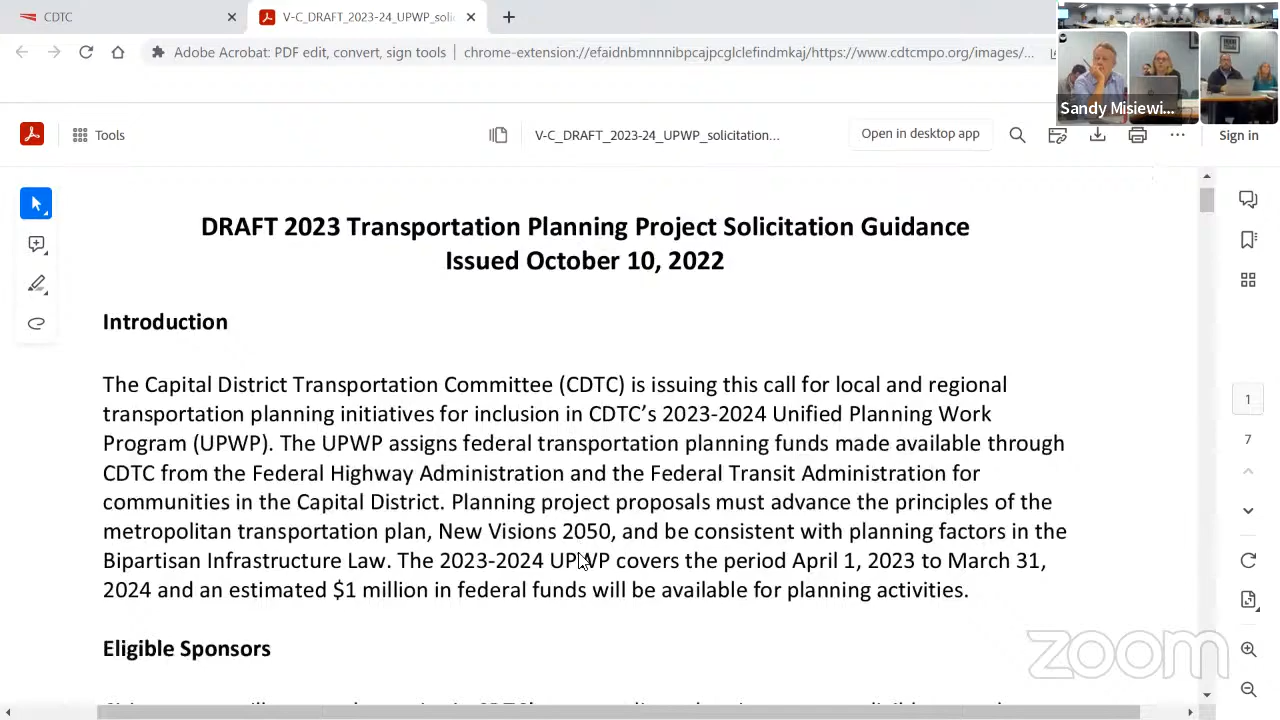 CDTC
V-C_DRAFT_2023-24_UPWP_soli
Adobe Acrobat: PDF edit, convert, sign tools
chrome-extension://efaidnbmnnnibpcajpcglclefindmkaj/https://www.cdtcmpo.org/images/...
Sandy Misiewi...
Tools
V-C_DRAFT_2023-24_UPWP_solicitation...
Open in desktop app
Sign in
DRAFT 2023 Transportation Planning Project Solicitation Guidance
Issued October 10, 2022
Introduction
The Capital District Transportation Committee (CDTC) is issuing this call for local and regional
transportation planning initiatives for inclusion in CDTC’s 2023-2024 Unified Planning Work
Program (UPWP). The UPWP assigns federal transportation planning funds made available through
CDTC from the Federal Highway Administration and the Federal Transit Administration for
communities in the Capital District. Planning project proposals must advance the principles of the
metropolitan transportation plan, New Visions 2050, and be consistent with planning factors in the
Bipartisan Infrastructure Law. The 2023-2024 UPWP covers the period April 1, 2023 to March 31,
2024 and an estimated $1 million in federal funds will be available for planning activities.
Eligible Sponsors
1
7
zoom